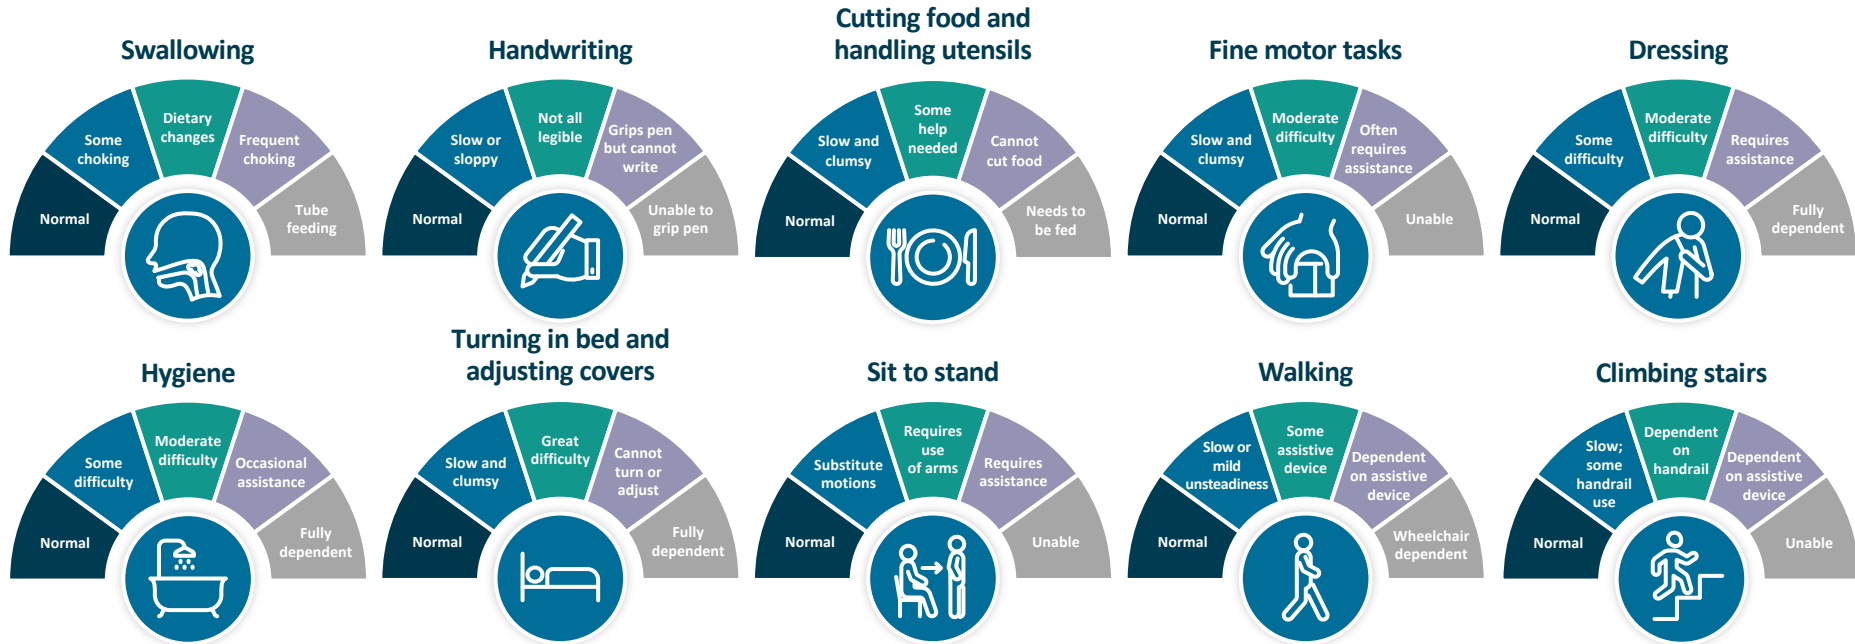 Swallowing
Normal
Some
choking
Dietary
changes
Frequent
choking
Tube
feeding
Handwriting
Normal
Slow or
sloppy
Not all
legible
Grips pen
but cannot
write
Unable to
grip pen
Cutting food and
handling utensils
Normal
Slow and
clumsy
Some
help
needed
Cannot
cut food
Needs to
be fed
Fine motor tasks
Normal
Slow and
clumsy
Moderate
difficulty
Often
requires
assistance
Unable
Dressing
Normal
Some
difficulty
Moderate
difficulty
Requires
assistance
Fully
dependent
Hygiene
Normal
Some
difficulty
Moderate
difficulty
Occasional
assistance
Fully
dependent
Turning in bed and
adjusting covers
Normal
Slow and
clumsy
Great
difficulty
Cannot
turn or
adjust
Fully
dependent
Sit to stand
Normal
Substitute
motions
Requires
use
of arms
Requires
assistance
Unable
Walking
Normal
Slow or
mild
unsteadiness
Some
assistive
device
Dependent
on assistive
device
Wheelchair
dependent
Climbing stairs
Normal
Slow;
some
handrail
use
Dependent
on
handrail
Dependent
on assistive
device
Unable